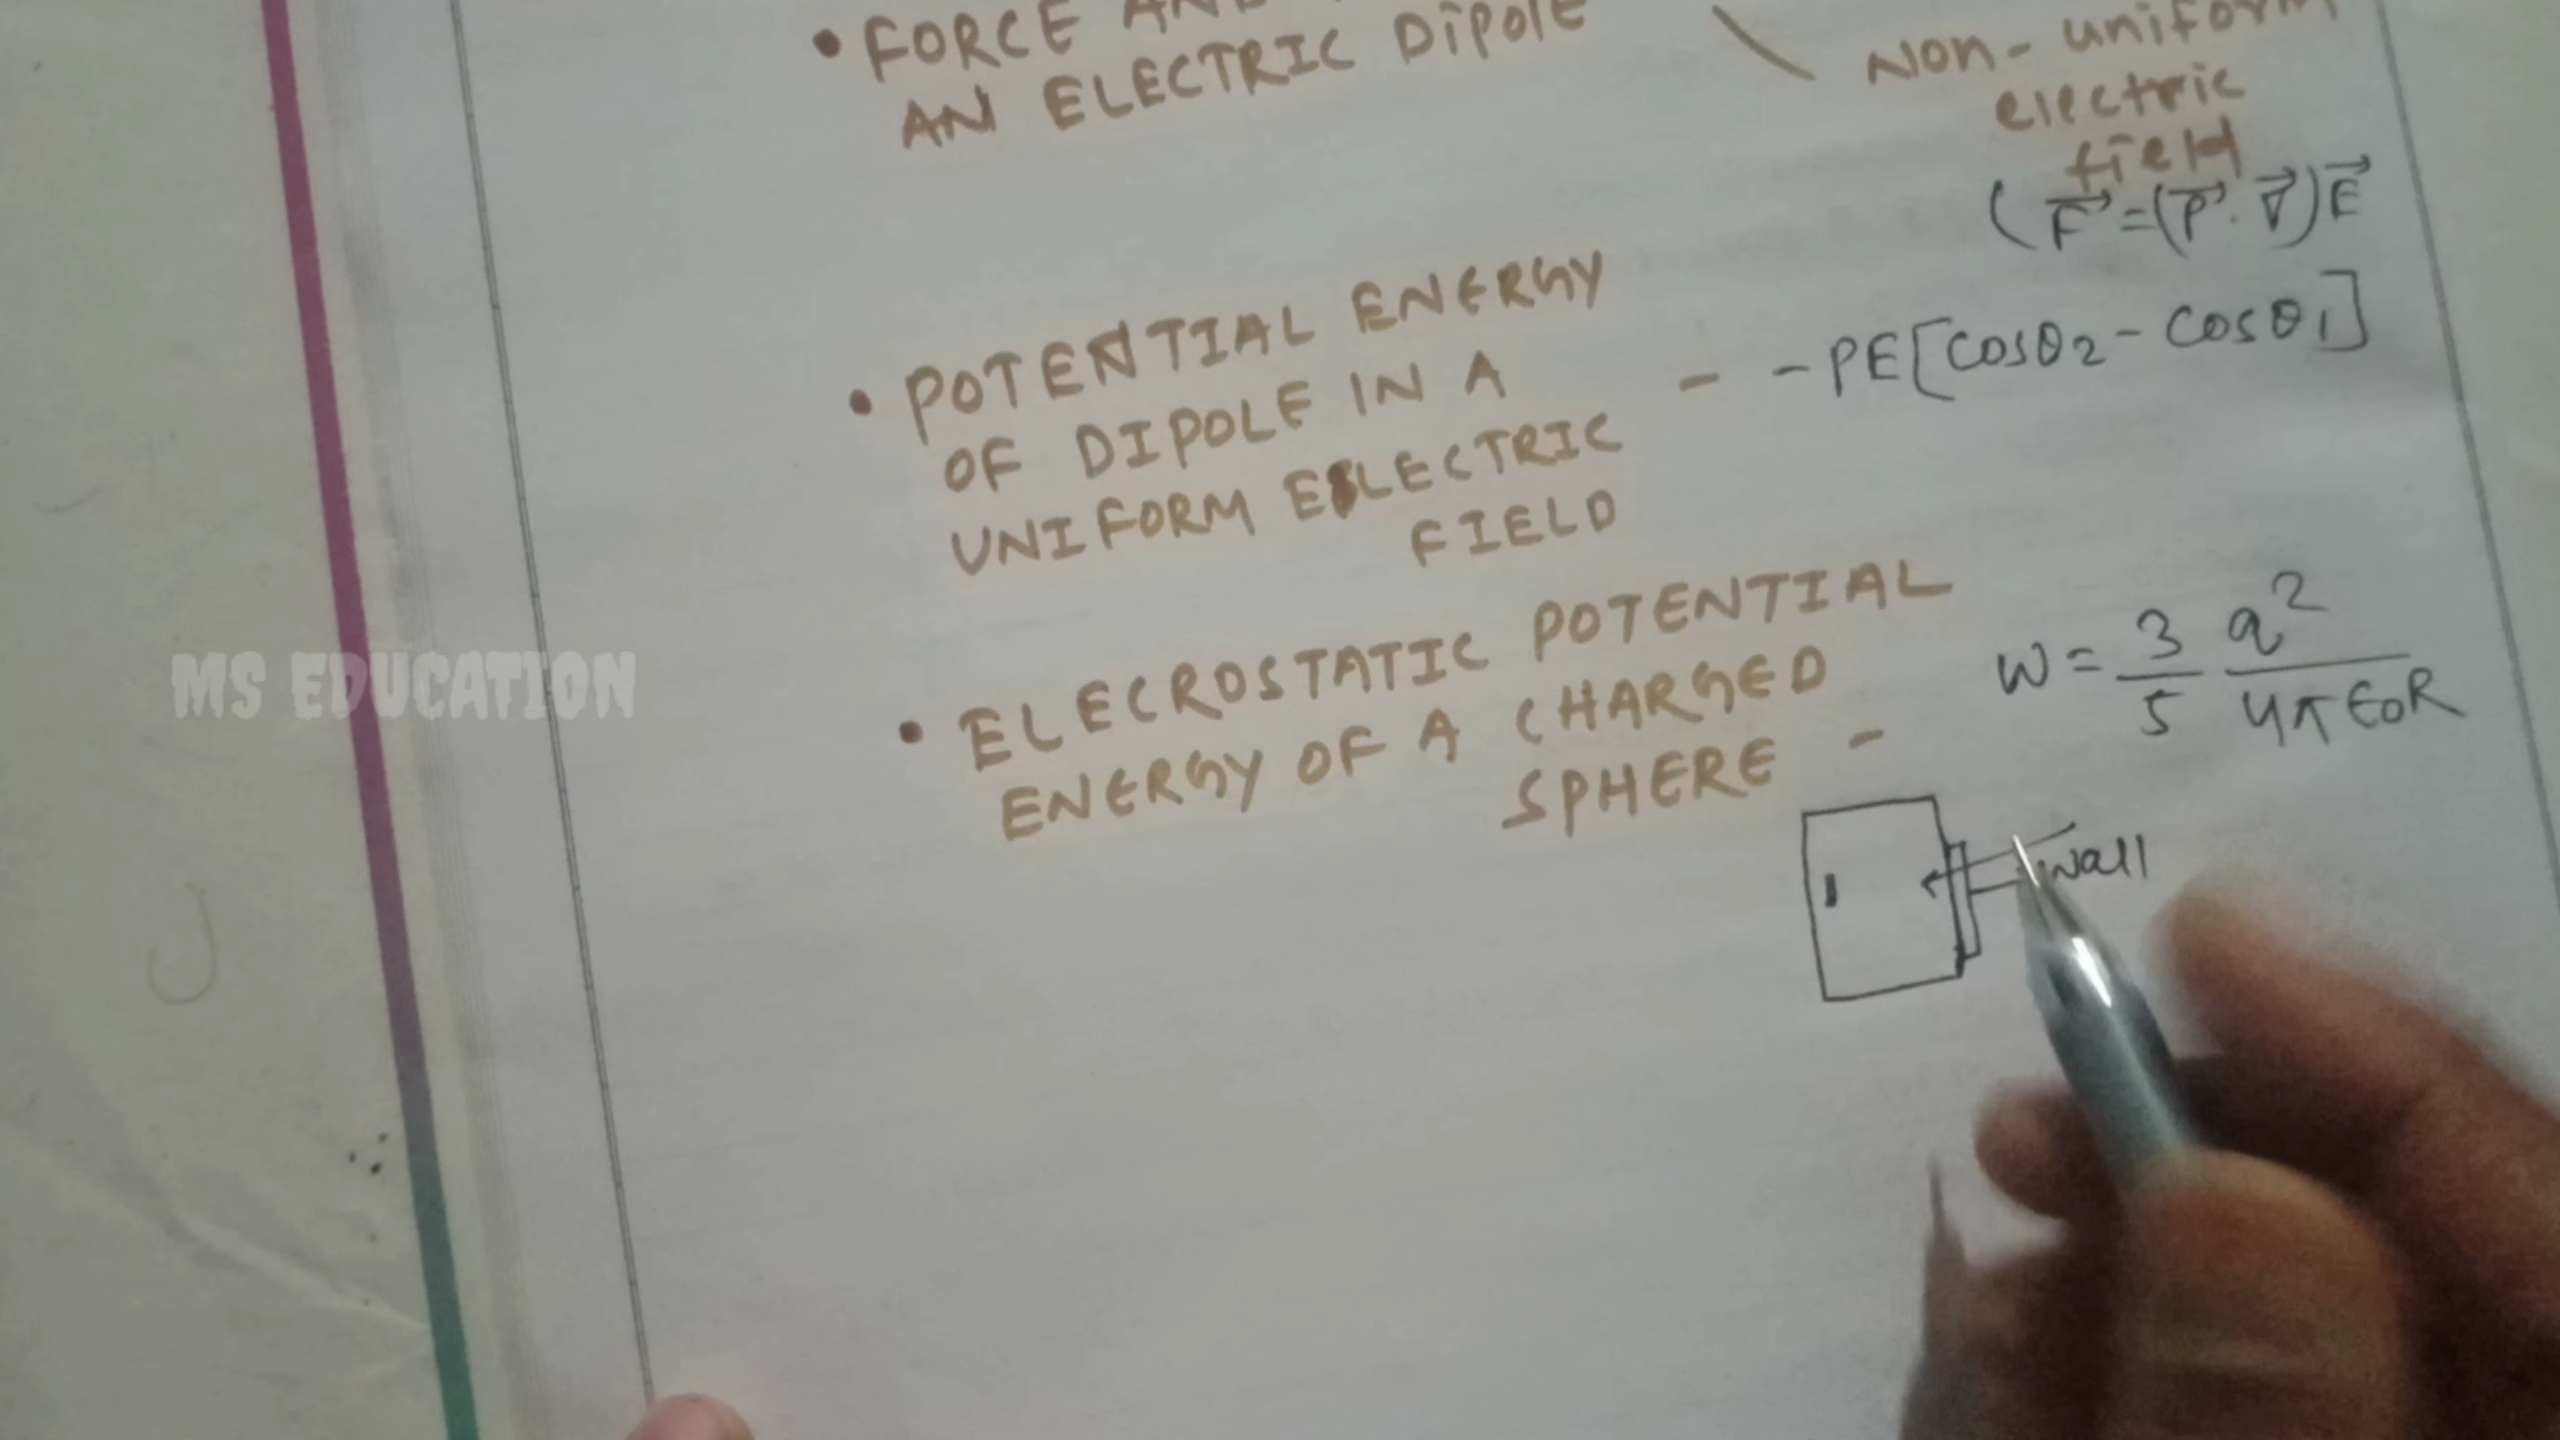 • FORCE AND
AN ELECTRIC Dipole
Non-uniform
electric
field
(F⃗ = (P⃗ . ∇⃗) E⃗
• POTENTIAL ENERGY
OF DIPOLE IN A
UNIFORM ELECTRIC
FIELD
- - PE[cosθ2 - cosθ1]
• ELECROSTATIC POTENTIAL
ENERGY OF A CHARGED
SPHERE -
W = 3/5 q²/4πε0R
wall
MS EDUCATION